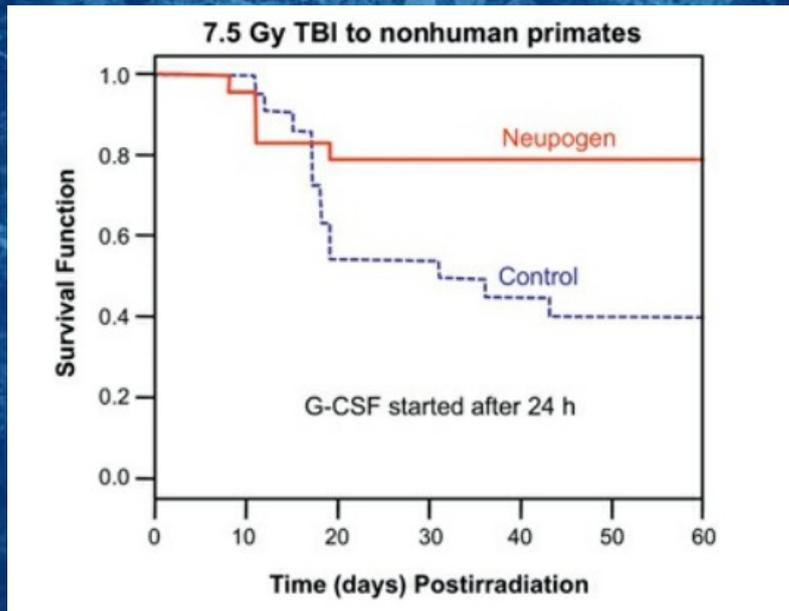 7.5 Gy TBI to nonhuman primates
1.0
Neupogen
0.8
Survival Function
0.6
Control
0.4
G-CSF started after 24 h
0.2
0.0
0 10 20 30 40 50 60
Time (days) Postirradiation